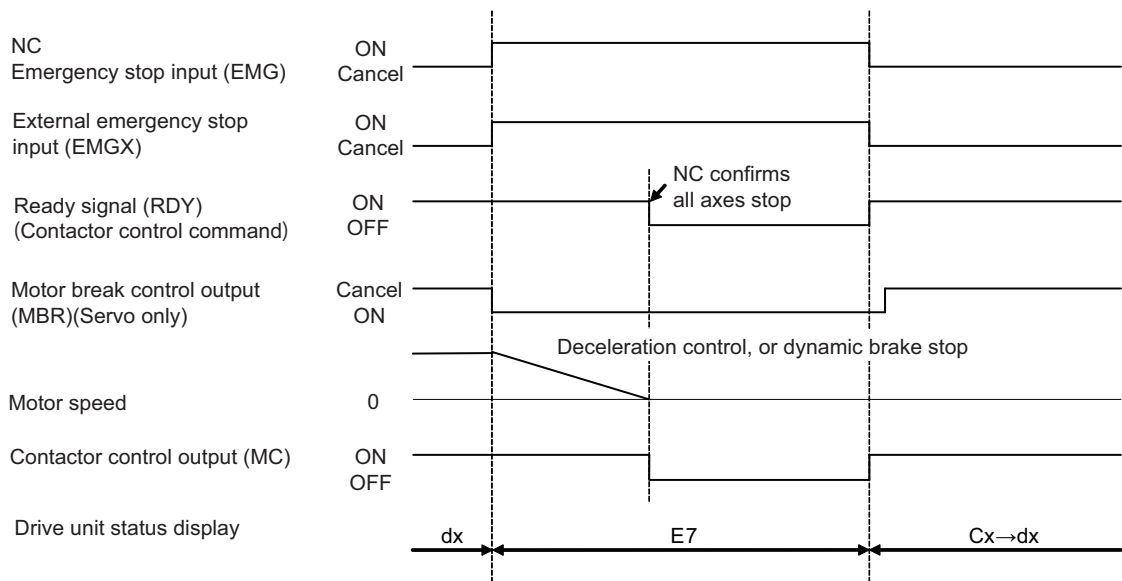 NC
Emergency stop input (EMG)
ON
Cancel
External emergency stop
input (EMGX)
ON
Cancel
NC confirms
all axes stop
Ready signal (RDY)
(Contactor control command)
ON
OFF
Motor break control output
(MBR)(Servo only)
Cancel
ON
Deceleration control, or dynamic brake stop
Motor speed
0
Contactor control output (MC)
ON
OFF
Drive unit status display
dx
E7
Cx→dx